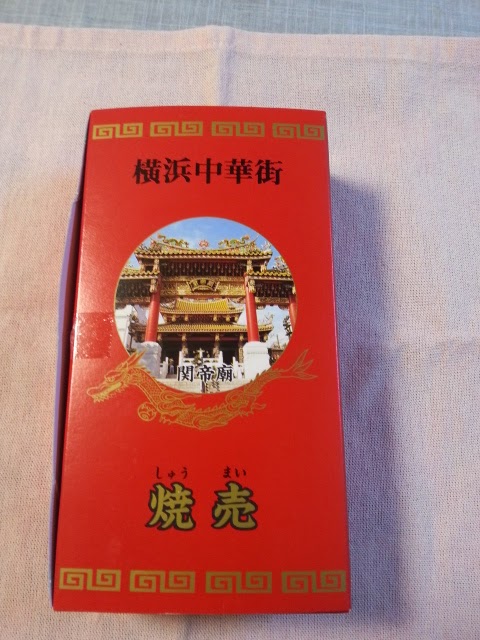 横浜中華街
関帝廟
しゅう まい
焼売